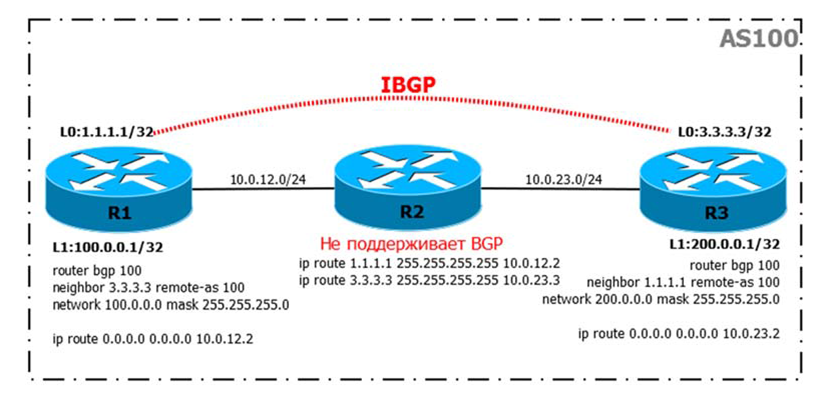 AS100
IBGP
L0:1.1.1.1/32
L0:3.3.3.3/32
10.0.12.0/24
10.0.23.0/24
R1
R2
R3
L1:100.0.0.1/32
router bgp 100
neighbor 3.3.3.3 remote-as 100
network 100.0.0.0 mask 255.255.255.0
ip route 0.0.0.0 0.0.0.0 10.0.12.2
Не поддерживает BGP
ip route 1.1.1.1 255.255.255.255 10.0.12.2
ip route 3.3.3.3 255.255.255.255 10.0.23.3
L1:200.0.0.1/32
router bgp 100
neighbor 1.1.1.1 remote-as 100
network 200.0.0.0 mask 255.255.255.0
ip route 0.0.0.0 0.0.0.0 10.0.23.2